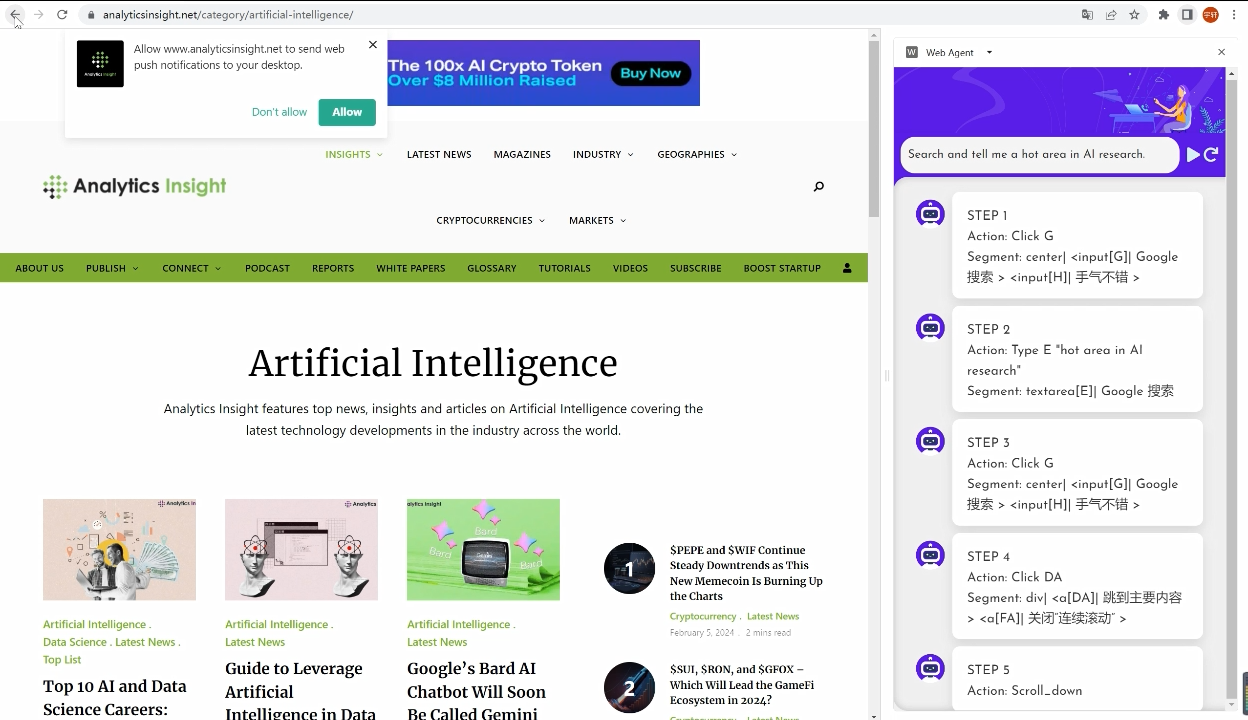 analyticsinsight.net/category/artificial-intelligence/
Allow www.analyticsinsight.net to send web
push notifications to your desktop.
Don't allow
Allow
The 100x AI Crypto Token
Over $8 Million Raised
Buy Now
INSIGHTS
LATEST NEWS
MAGAZINES
INDUSTRY
GEOGRAPHIES
Analytics Insight
CRYPTOCURRENCIES
MARKETS
ABOUT US
PUBLISH
CONNECT
PODCAST
REPORTS
WHITE PAPERS
GLOSSARY
TUTORIALS
VIDEOS
SUBSCRIBE
BOOST STARTUP
Artificial Intelligence
Analytics Insight features top news, insights and articles on Artificial Intelligence covering the
latest technology developments in the industry across the world.
Artificial Intelligence .
Data Science . Latest News .
Top List
Top 10 AI and Data
Science Careers:
Artificial Intelligence .
Latest News
Guide to Leverage
Artificial
Intelligence in Data
Bard
Bard
Bard
Artificial Intelligence .
Latest News
Google's Bard AI
Chatbot Will Soon
Be Called Gemini
1
$PEPE and $WIF Continue
Steady Downtrends as This
New Memecoin Is Burning Up
the Charts
Cryptocurrency . Latest News
February 5, 2024 . 2 mins read
2
$SUI, $RON, and $GFOX –
Which Will Lead the GameFi
Ecosystem in 2024?
Cryptocurrency . Latest News
W Web Agent
Search and tell me a hot area in AI research.
STEP 1
Action: Click G
Segment: center| <input[G]| Google
搜索 > <input[H]| 手气不错 >
STEP 2
Action: Type E "hot area in AI
research"
Segment: textarea[E]| Google 搜索
STEP 3
Action: Click G
Segment: center| <input[G]| Google
搜索 > <input[H]| 手气不错 >
STEP 4
Action: Click DA
Segment: div| <a[DA]| 跳到主要内容
> <a[FA]| 关闭“连续滚动” >
STEP 5
Action: Scroll_down